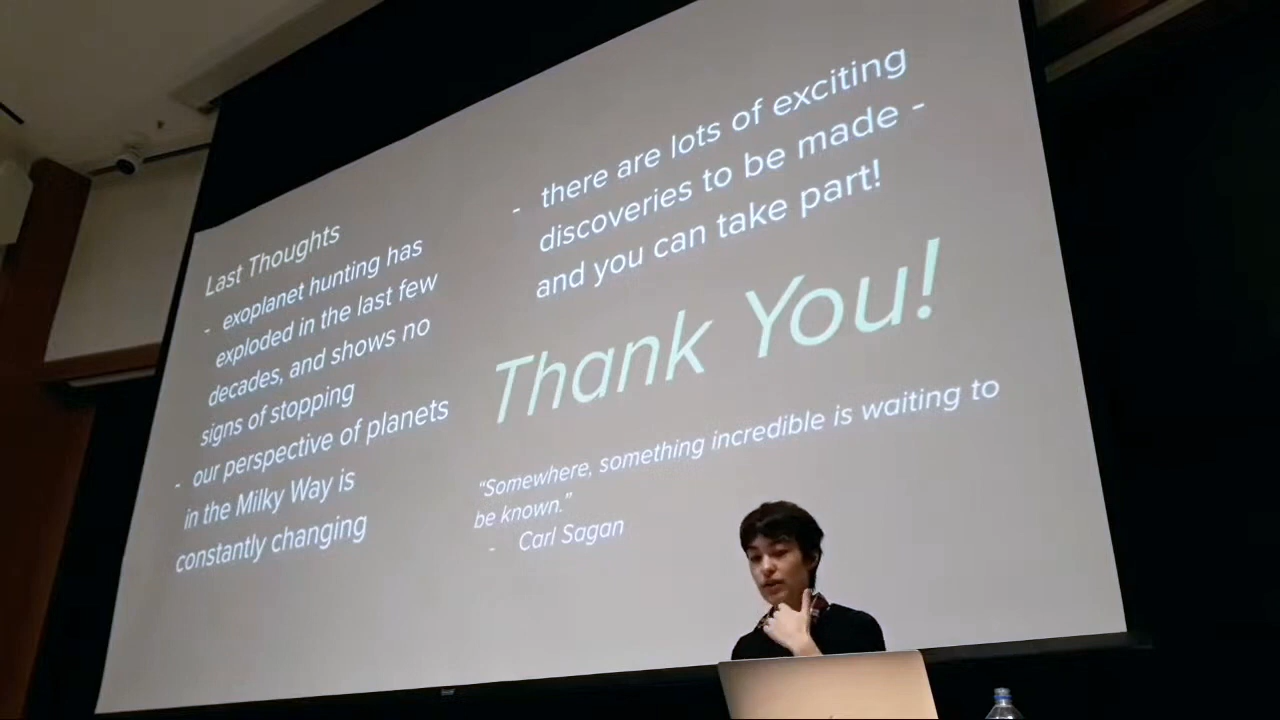 Last Thoughts
- exoplanet hunting has
exploded in the last few
decades, and shows no
signs of stopping
- our perspective of planets
in the Milky Way is
constantly changing
- there are lots of exciting
discoveries to be made -
and you can take part!
Thank You!
“Somewhere, something incredible is waiting to
be known.”
- Carl Sagan